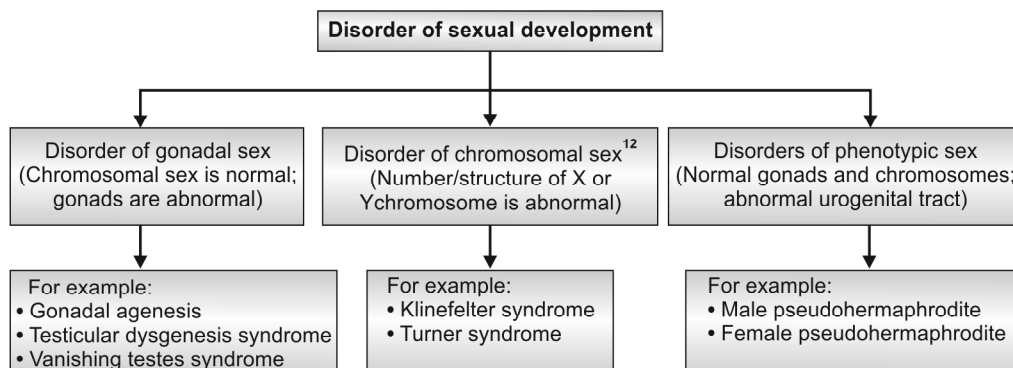 Disorder of sexual development
Disorder of gonadal sex
(Chromosomal sex is normal;
gonads are abnormal)
Disorder of chromosomal sex12
(Number/structure of X or
Ychromosome is abnormal)
Disorders of phenotypic sex
(Normal gonads and chromosomes;
abnormal urogenital tract)
For example:
• Gonadal agenesis
• Testicular dysgenesis syndrome
• Vanishing testes syndrome
For example:
• Klinefelter syndrome
• Turner syndrome
For example:
• Male pseudohermaphrodite
• Female pseudohermaphrodite